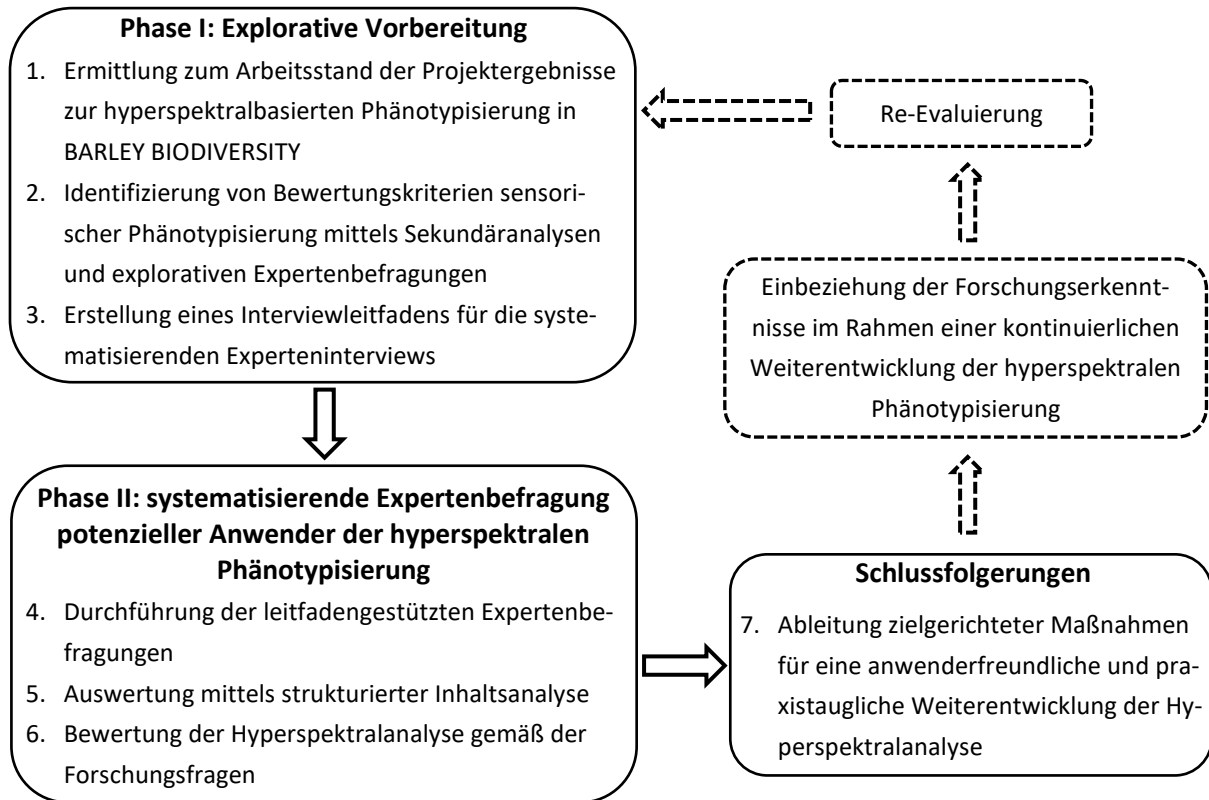 Phase I: Explorative Vorbereitung
1. Ermittlung zum Arbeitsstand der Projektergebnisse
zur hyperspektralbasierten Phänotypisierung in
BARLEY BIODIVERSITY
2. Identifizierung von Bewertungskriterien sensori-
scher Phänotypisierung mittels Sekundäranalysen
und explorativen Expertenbefragungen
3. Erstellung eines Interviewleitfadens für die syste-
matisierenden Experteninterviews
Phase II: systematisierende Expertenbefragung
potenzieller Anwender der hyperspektralen
Phänotypisierung
4. Durchführung der leitfadengestützten Expertenbe-
fragungen
5. Auswertung mittels strukturierter Inhaltsanalyse
6. Bewertung der Hyperspektralanalyse gemäß der
Forschungsfragen
Schlussfolgerungen
7. Ableitung zielgerichteter Maßnahmen
für eine anwenderfreundliche und pra-
xistaugliche Weiterentwicklung der Hy-
perspektralanalyse
Einbeziehung der Forschungserkennt-
nisse im Rahmen einer kontinuierlichen
Weiterentwicklung der hyperspektralen
Phänotypisierung
Re-Evaluierung